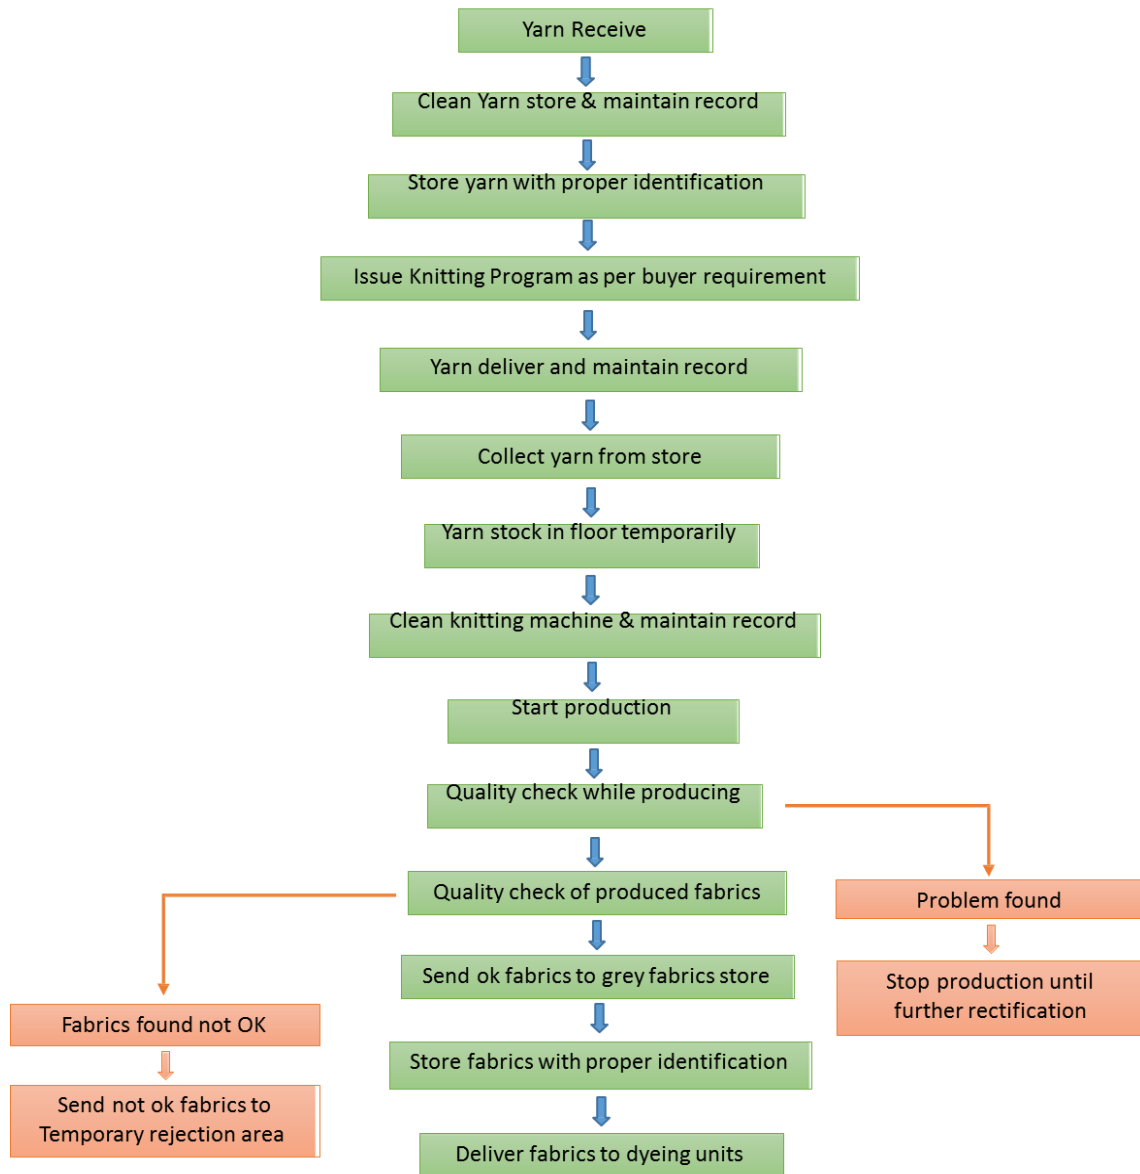 Yarn Receive
Clean Yarn store & maintain record
Store yarn with proper identification
Issue Knitting Program as per buyer requirement
Yarn deliver and maintain record
Collect yarn from store
Yarn stock in floor temporarily
Clean knitting machine & maintain record
Start production
Quality check while producing
Quality check of produced fabrics
Problem found
Send ok fabrics to grey fabrics store
Stop production until
further rectification
Fabrics found not OK
Store fabrics with proper identification
Send not ok fabrics to
Temporary rejection area
Deliver fabrics to dyeing units